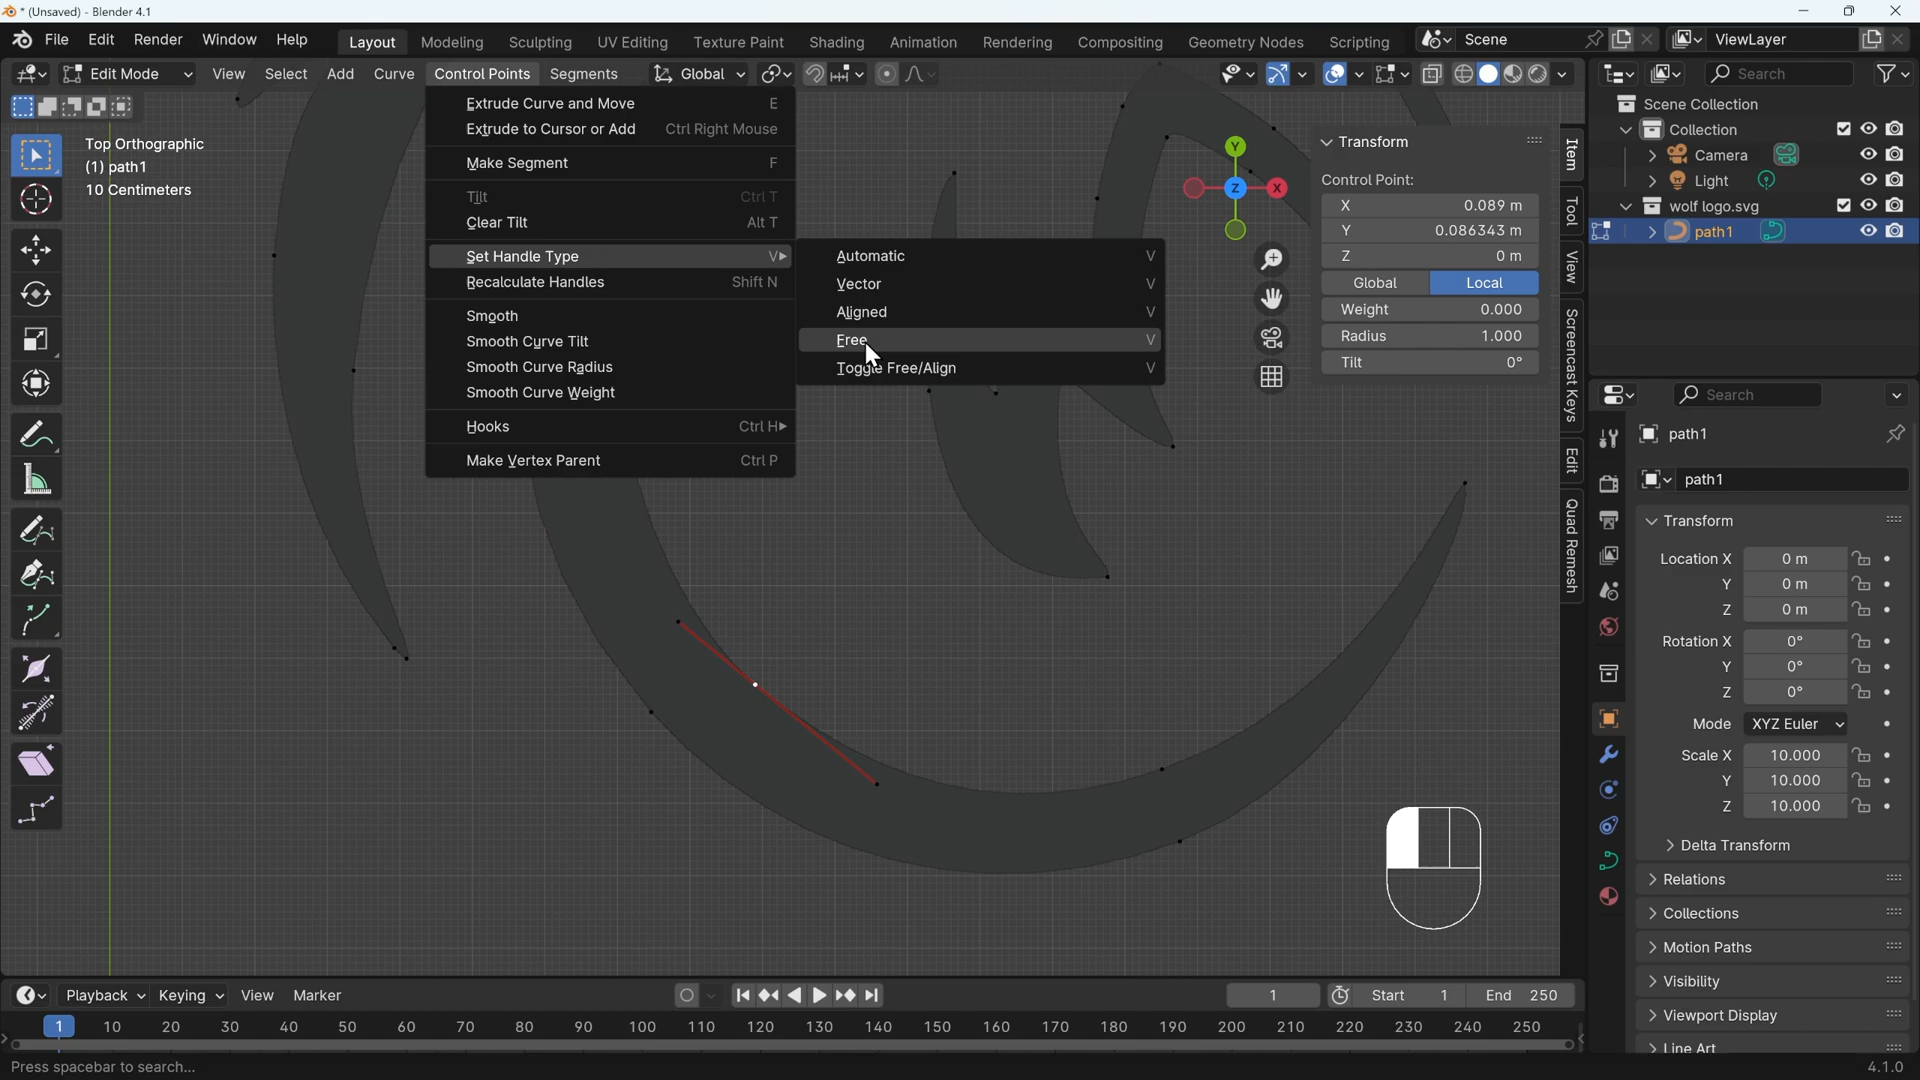 * (Unsaved) - Blender 4.1
File Edit Render Window Help
Layout Modeling Sculpting UV Editing Texture Paint Shading Animation Rendering Compositing Geometry Nodes Scripting
Scene
ViewLayer
Edit Mode View Select Add Curve Control Points Segments Global
Search
Top Orthographic
(1) path1
10 Centimeters
Extrude Curve and Move E
Extrude to Cursor or Add Ctrl Right Mouse
Make Segment F
Tilt Ctrl T
Clear Tilt Alt T
Set Handle Type V
Recalculate Handles Shift N
Smooth
Smooth Curve Tilt
Smooth Curve Radius
Smooth Curve Weight
Hooks Ctrl H
Make Vertex Parent Ctrl P
Automatic V
Vector V
Aligned V
Free V
Toggle Free/Align V
Y
X
Z
Transform
Control Point:
X 0.089 m
Y 0.086343 m
Z 0 m
Global Local
Weight 0.000
Radius 1.000
Tilt 0°
Item
Tool
View
Screencast Keys
Edit
Quad Remesh
Scene Collection
Collection
Camera
Light
wolf logo.svg
path1
Search
path1
path1
Transform
Location X 0 m
Y 0 m
Z 0 m
Rotation X 0°
Y 0°
Z 0°
Mode XYZ Euler
Scale X 10.000
Y 10.000
Z 10.000
Delta Transform
Relations
Collections
Motion Paths
Visibility
Viewport Display
Line Art
Playback Keying View Marker
1
Start 1
End 250
1 10 20 30 40 50 60 70 80 90 100 110 120 130 140 150 160 170 180 190 200 210 220 230 240 250
Press spacebar to search...
4.1.0